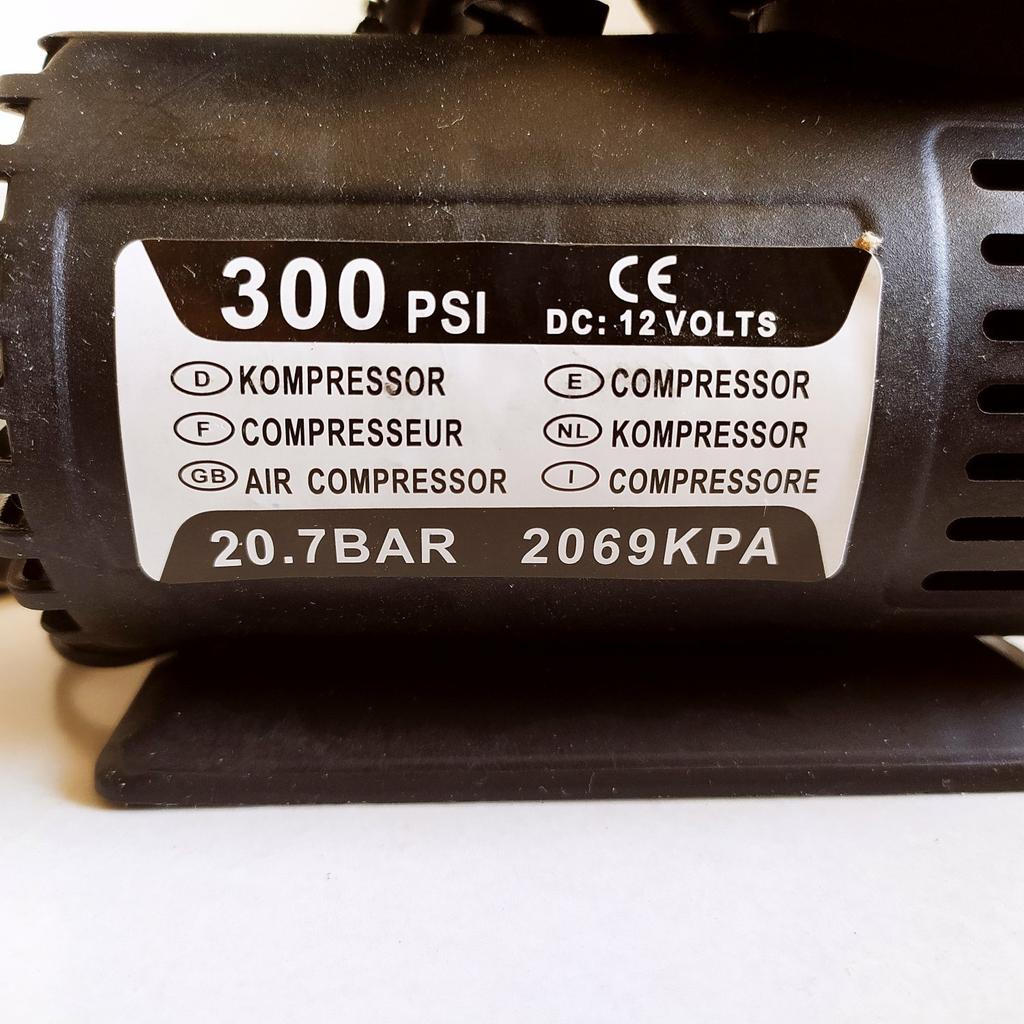 300 PSI CE
DC: 12 VOLTS
D KOMPRESSOR E COMPRESSOR
F COMPRESSEUR NL KOMPRESSOR
GB AIR COMPRESSOR I COMPRESSORE
20.7BAR 2069KPA